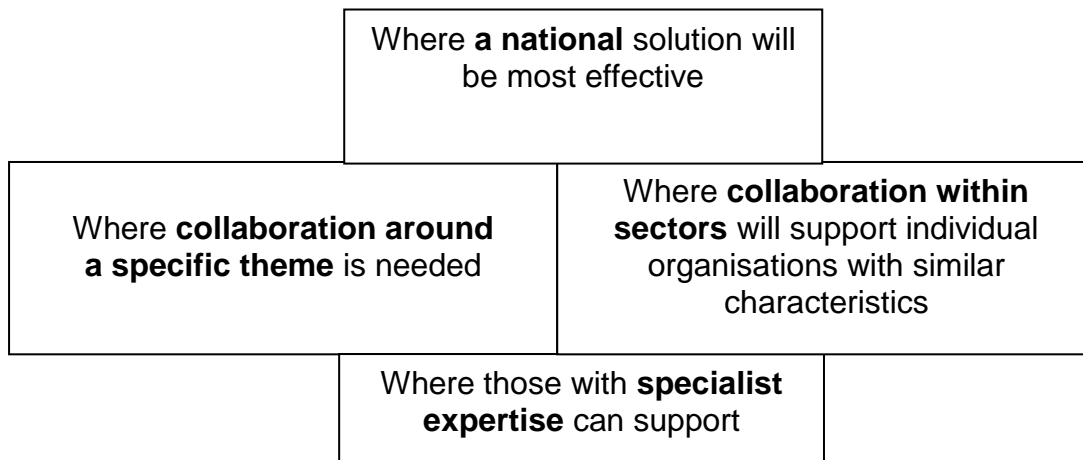 Where a national solution will
be most effective
Where collaboration around
a specific theme is needed
Where collaboration within
sectors will support individual
organisations with similar
characteristics
Where those with specialist
expertise can support